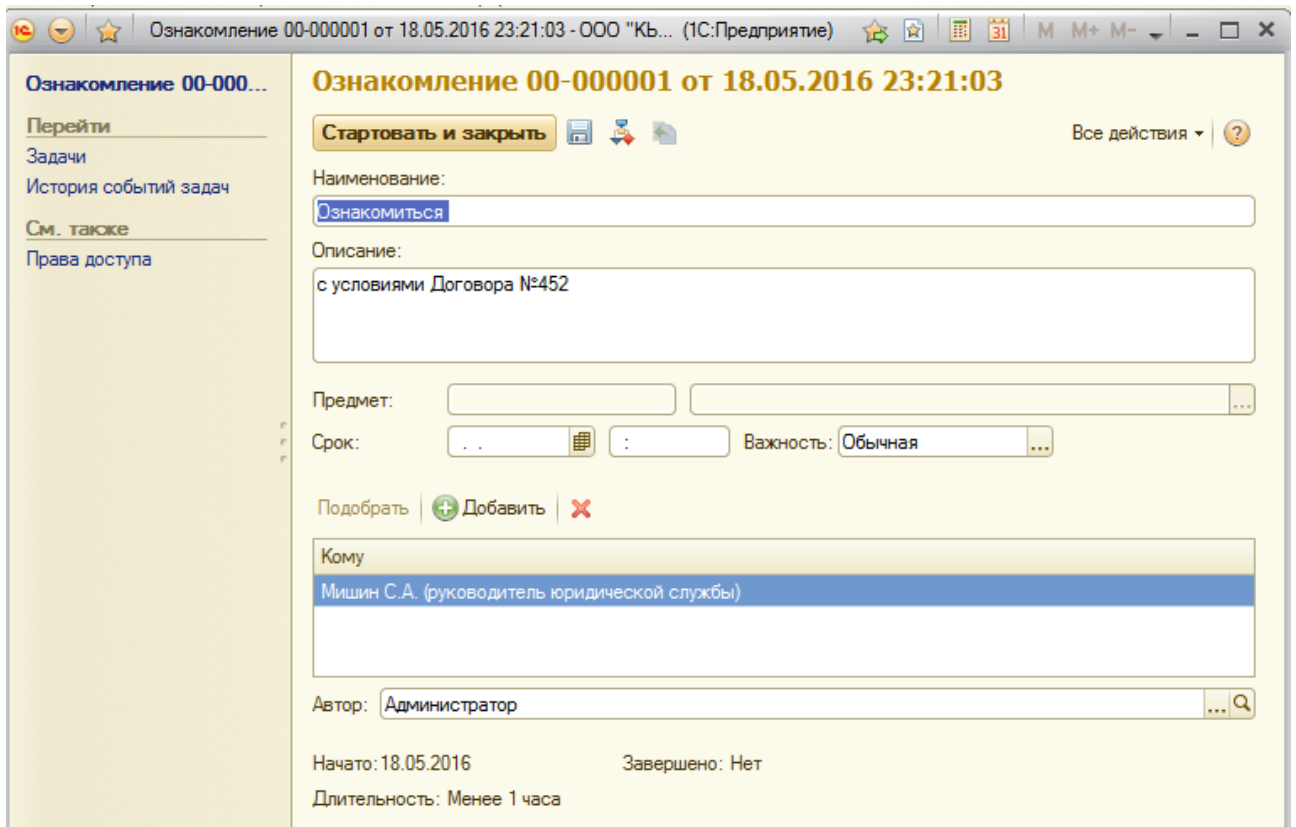 1С Ознакомление 00-000001 от 18.05.2016 23:21:03 - ООО "КЬ... (1С:Предприятие) 31 M M+ M-
Ознакомление 00-000...
Перейти
Задачи
История событий задач
См. также
Права доступа
Ознакомление 00-000001 от 18.05.2016 23:21:03
Стартовать и закрыть Все действия ?
Наименование:
Ознакомиться
Описание:
с условиями Договора №452
Предмет: ...
Срок: . . : Важность: Обычная ...
Подобрать Добавить
Кому
Мишин С.А. (руководитель юридической службы)
Автор: Администратор ...
Начато: 18.05.2016 Завершено: Нет
Длительность: Менее 1 часа